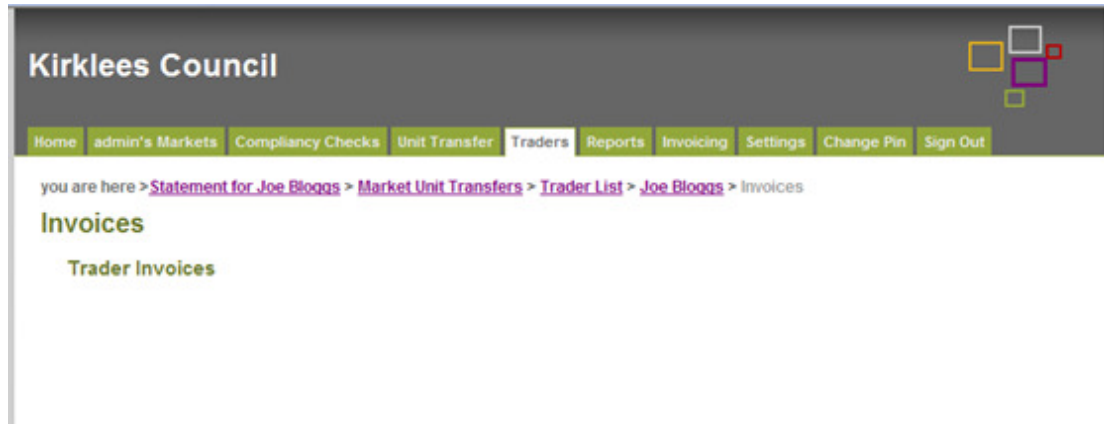 Kirklees Council
Home admin's Markets Compliancy Checks Unit Transfer Traders Reports Invoicing Settings Change Pin Sign Out
you are here >Statement for Joe Bloggs > Market Unit Transfers > Trader List > Joe Bloggs > Invoices
Invoices
Trader Invoices